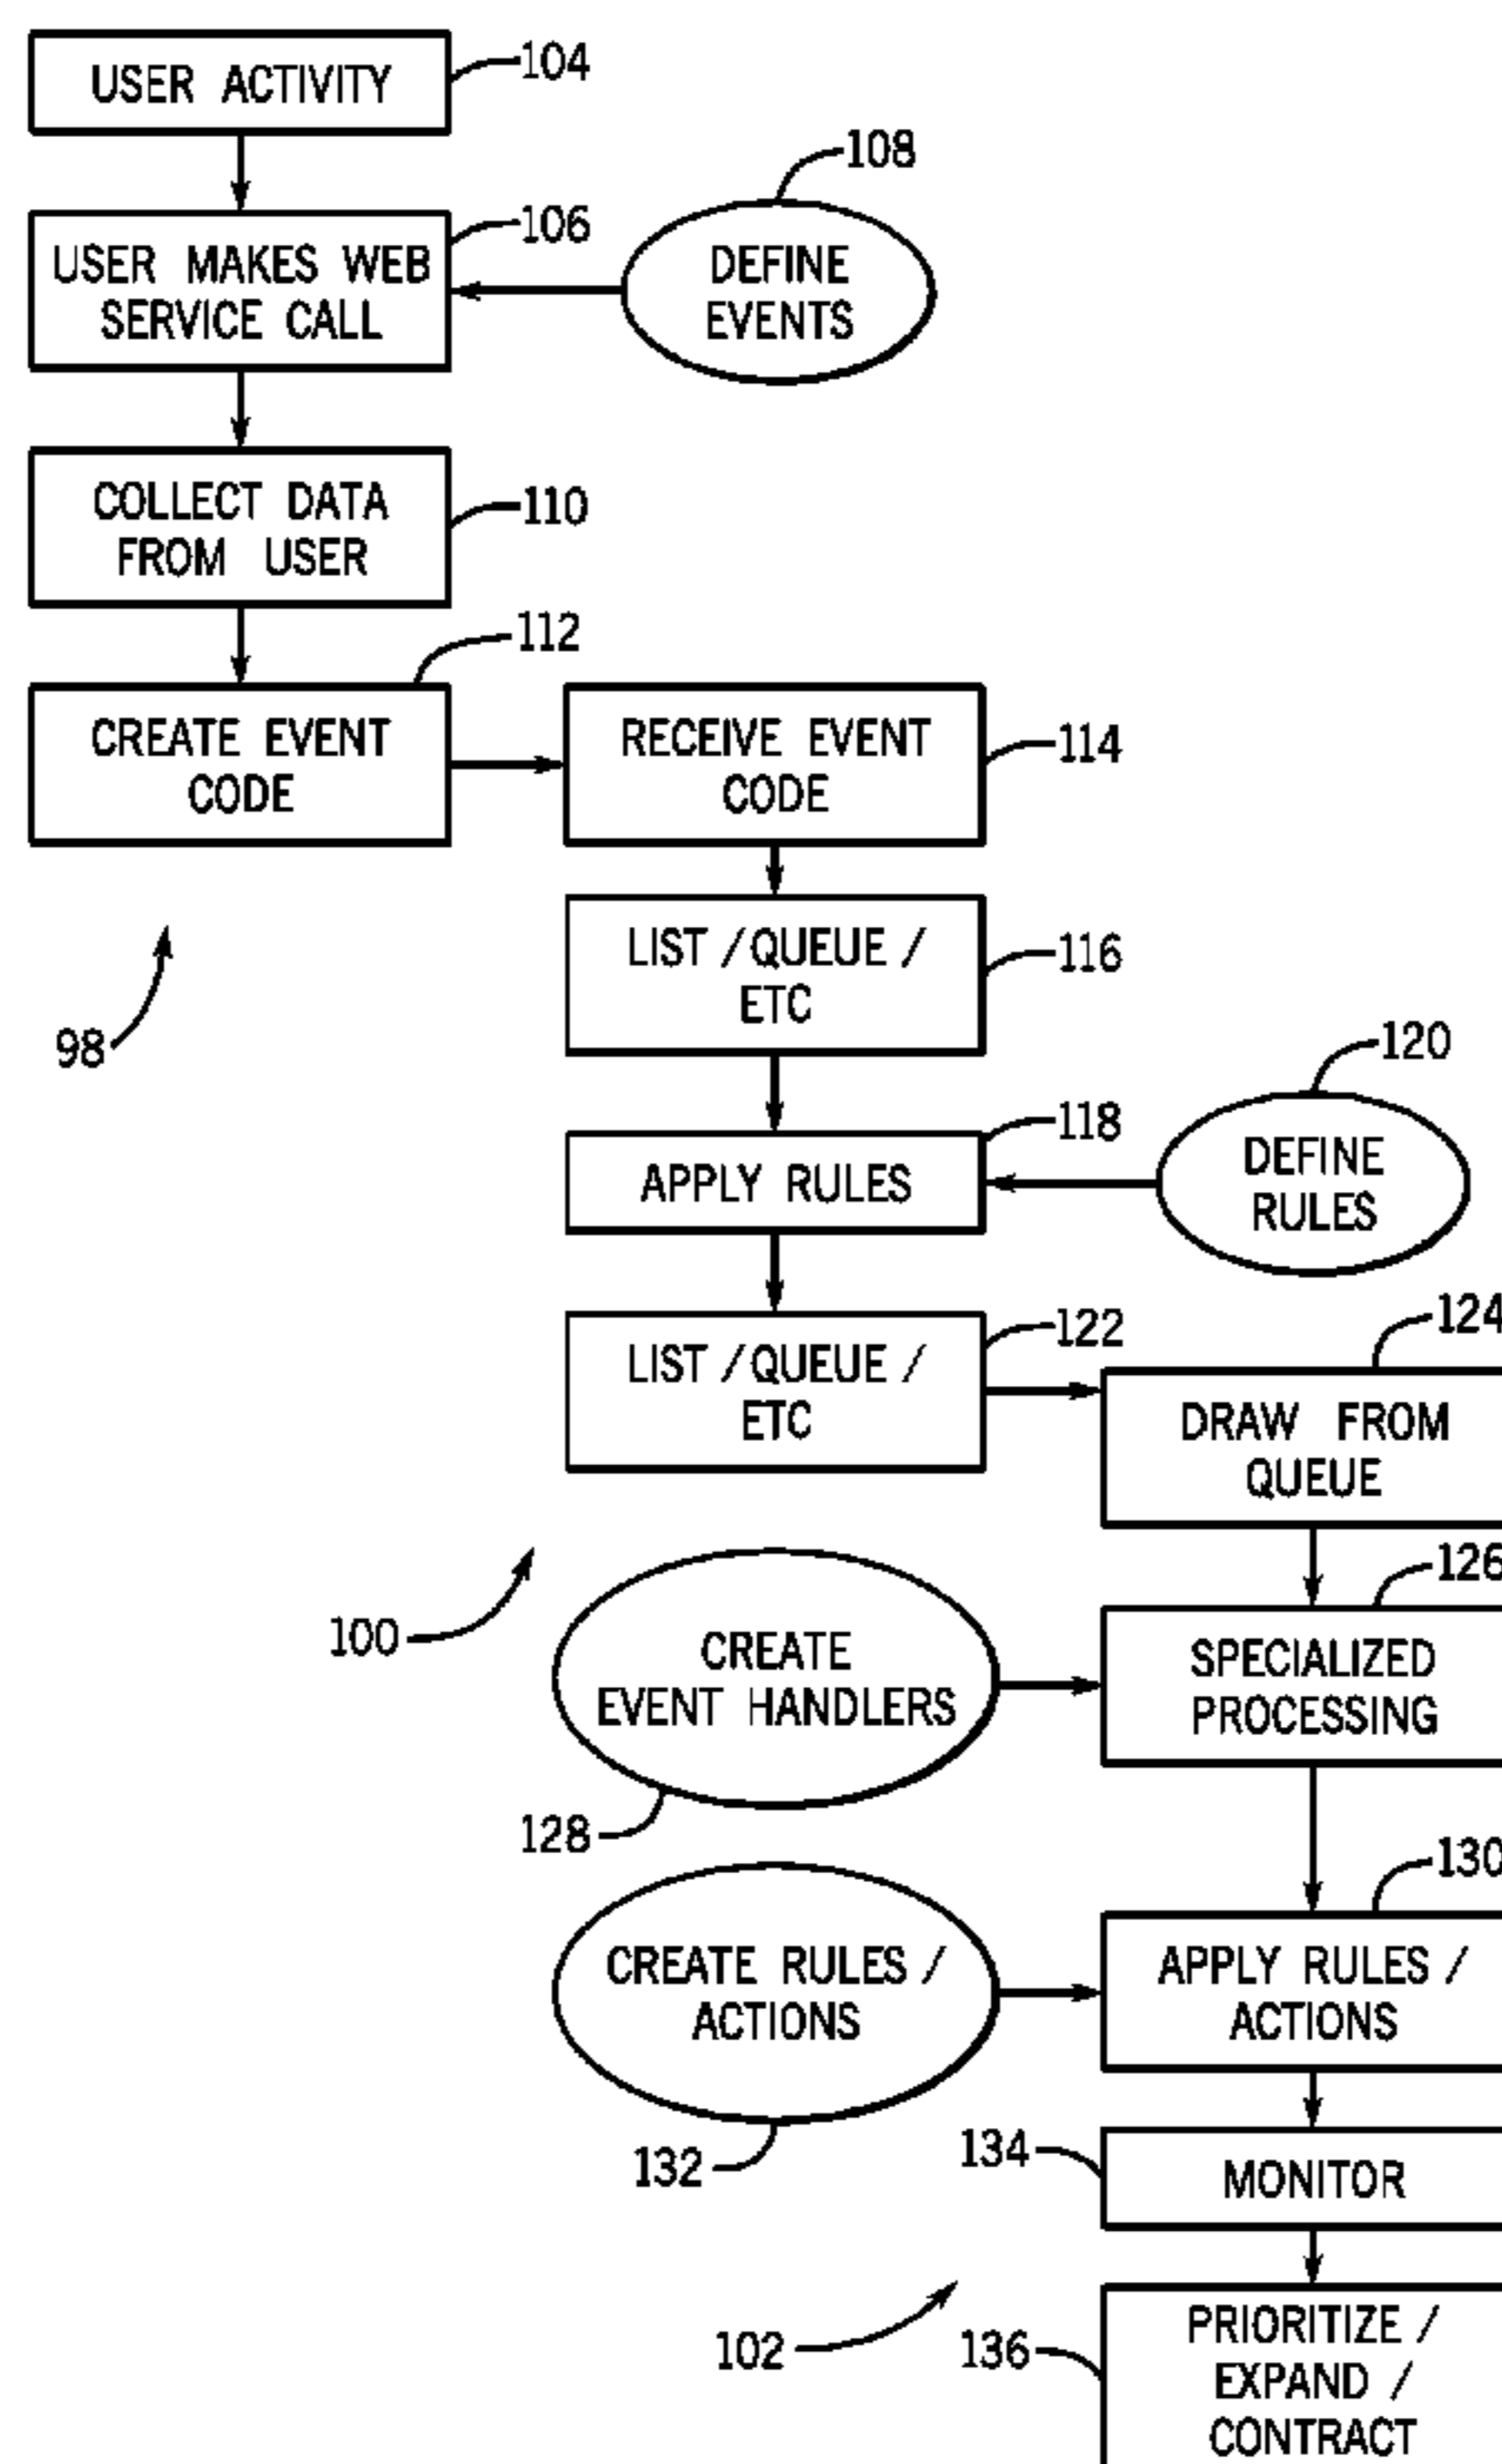 USER ACTIVITY
104
108
USER MAKES WEB
SERVICE CALL
106
DEFINE
EVENTS
COLLECT DATA
FROM USER
110
112
CREATE EVENT
CODE
RECEIVE EVENT
CODE
114
LIST / QUEUE /
ETC
116
98
120
118
APPLY RULES
DEFINE
RULES
124
LIST / QUEUE /
ETC
122
DRAW FROM
QUEUE
126
100
CREATE
EVENT HANDLERS
SPECIALIZED
PROCESSING
128
130
CREATE RULES /
ACTIONS
APPLY RULES /
ACTIONS
132
134
MONITOR
102
136
PRIORITIZE /
EXPAND /
CONTRACT